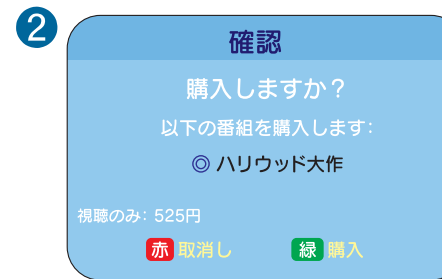 2
確認
購入しますか？
以下の番組を購入します：
◎ ハリウッド大作
視聴のみ： 525円
赤 取消し 緑 購入